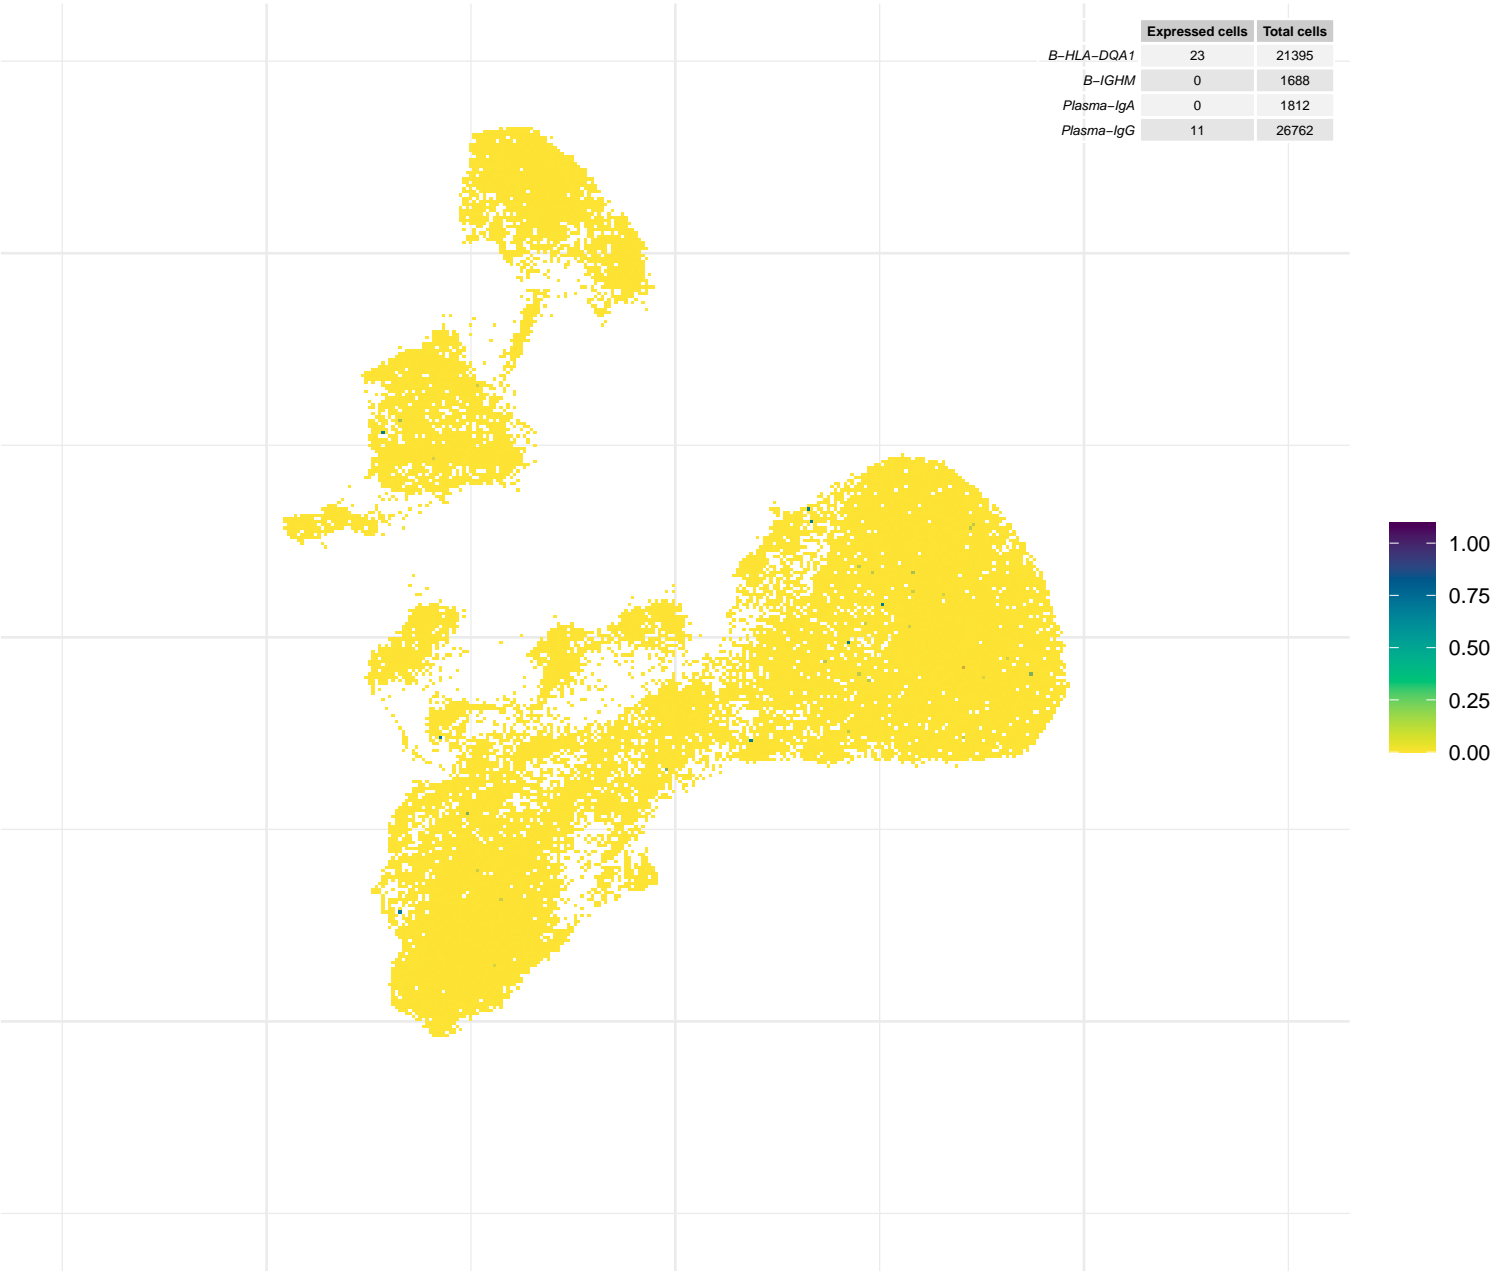 Expressed cells Total cells
B−HLA−DQA1 23 21395
B−IGHM 0 1688
Plasma−IgA 0 1812
Plasma−IgG 11 26762
1.00
0.75
0.50
0.25
0.00